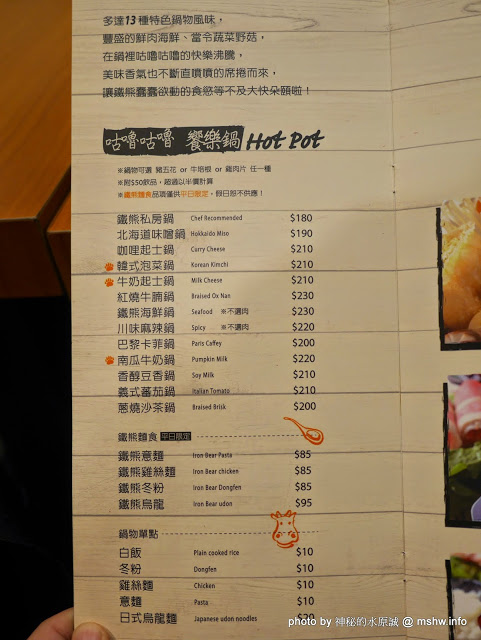 多達13種特色鍋物風味，
豐盛的鮮肉海鮮、當令蔬菜野菇，
在鍋裡咕嚕咕嚕的快樂沸騰，
美味香氣也不斷直噴噴的席捲而來，
讓鐵熊蠢蠢欲動的食慾等不及大快朵頤啦！
咕嚕咕嚕 饗樂鍋 Hot Pot
※鍋物可選 豬五花 or 牛培根 or 雞肉片 任一種
※附$50飲品，超過以半價計算
※鐵熊麵食品項僅供平日限定，假日恕不供應！
鐵熊私房鍋 Chef Recommended $180
北海道味噌鍋 Hokkaido Miso $190
咖哩起士鍋 Curry Cheese $210
韓式泡菜鍋 Korean Kimchi $210
牛奶起士鍋 Milk Cheese $210
紅燒牛腩鍋 Braised Ox Nan $230
鐵熊海鮮鍋 Seafood ※不選肉 $230
川味麻辣鍋 Spicy ※不選肉 $220
巴黎卡菲鍋 Paris Caffey $200
南瓜牛奶鍋 Pumpkin Milk $220
香醇豆香鍋 Soy Milk $210
義式蕃茄鍋 Italian Tomato $210
蔥燒沙茶鍋 Braised Brisk $200
鐵熊麵食 平日限定
鐵熊意麵 Iron Bear Pasta $85
鐵熊雞絲麵 Iron Bear chicken $85
鐵熊冬粉 Iron Bear Dongfen $85
鐵熊烏龍 Iron Bear udon $95
鍋物單點
白飯 Plain cooked rice $10
冬粉 Dongfen $10
雞絲麵 Chicken $10
意麵 Pasta $10
日式烏龍麵 Japanese udon noodles $20
photo by 神秘的水原誠 @ mshw.info